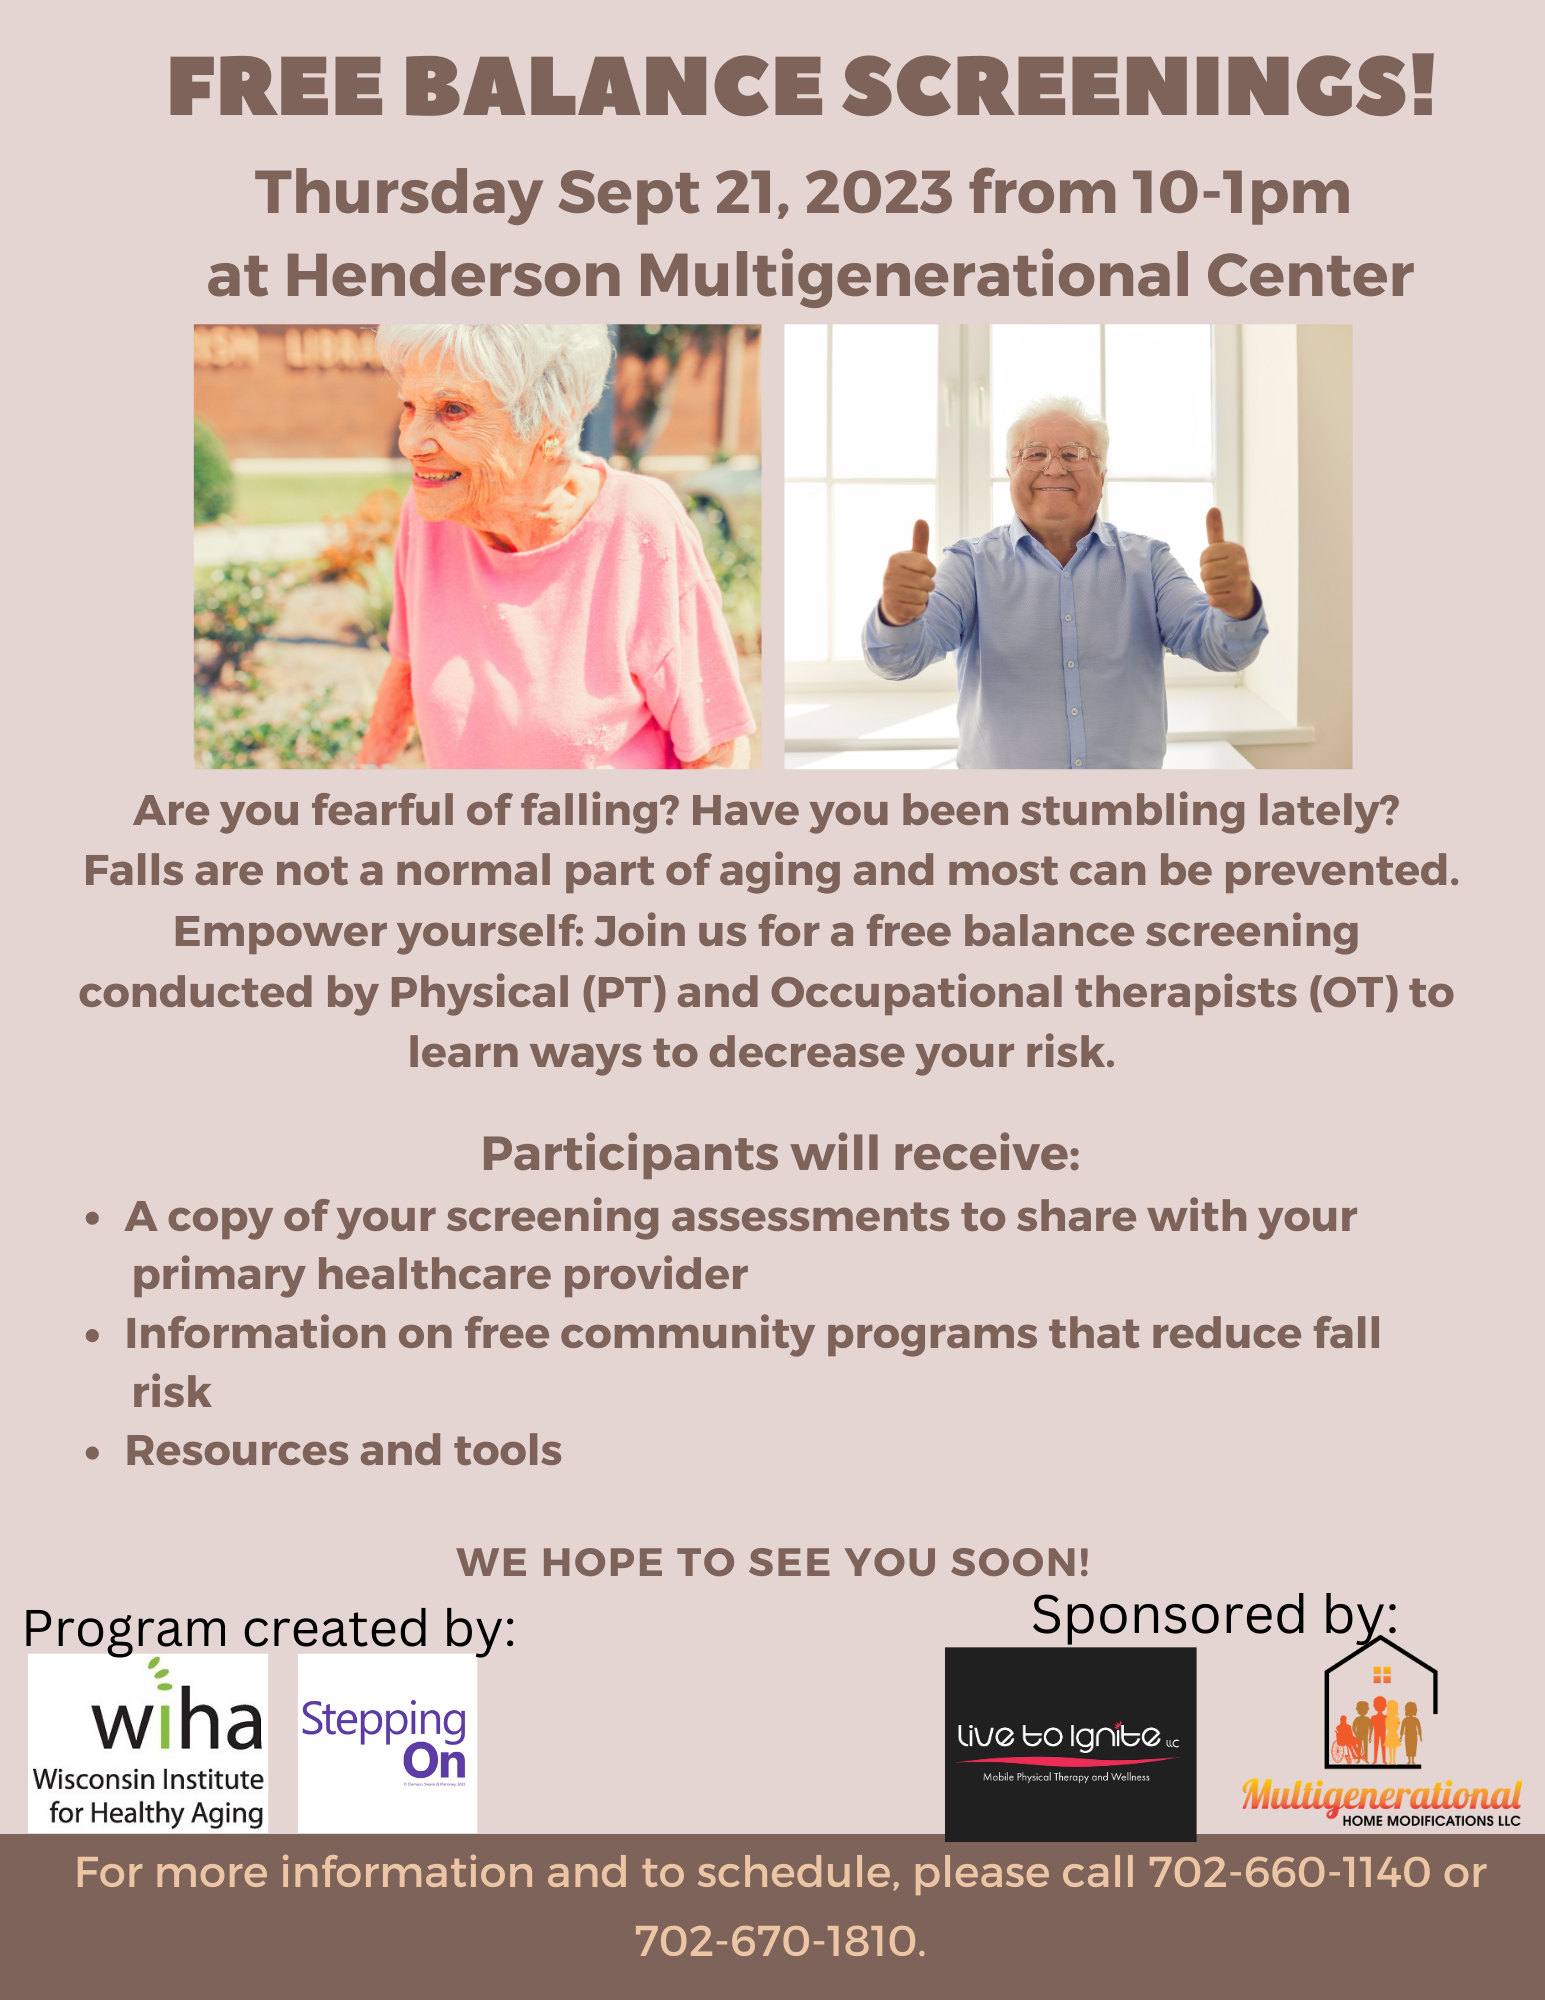 FREE BALANCE SCREENINGS!
Thursday Sept 21, 2023 from 10-1pm
at Henderson Multigenerational Center
Are you fearful of falling? Have you been stumbling lately?
Falls are not a normal part of aging and most can be prevented.
Empower yourself: Join us for a free balance screening
conducted by Physical (PT) and Occupational therapists (OT) to
learn ways to decrease your risk.
Participants will receive:
• A copy of your screening assessments to share with your
primary healthcare provider
• Information on free community programs that reduce fall
risk
• Resources and tools
WE HOPE TO SEE YOU SOON!
Program created by:
wiha
Wisconsin Institute
for Healthy Aging
Stepping
On
Sponsored by:
Live to Ignite LLC
Mobile Physical Therapy and Wellness
Multigenerational
HOME MODIFICATIONS LLC
For more information and to schedule, please call 702-660-1140 or
702-670-1810.